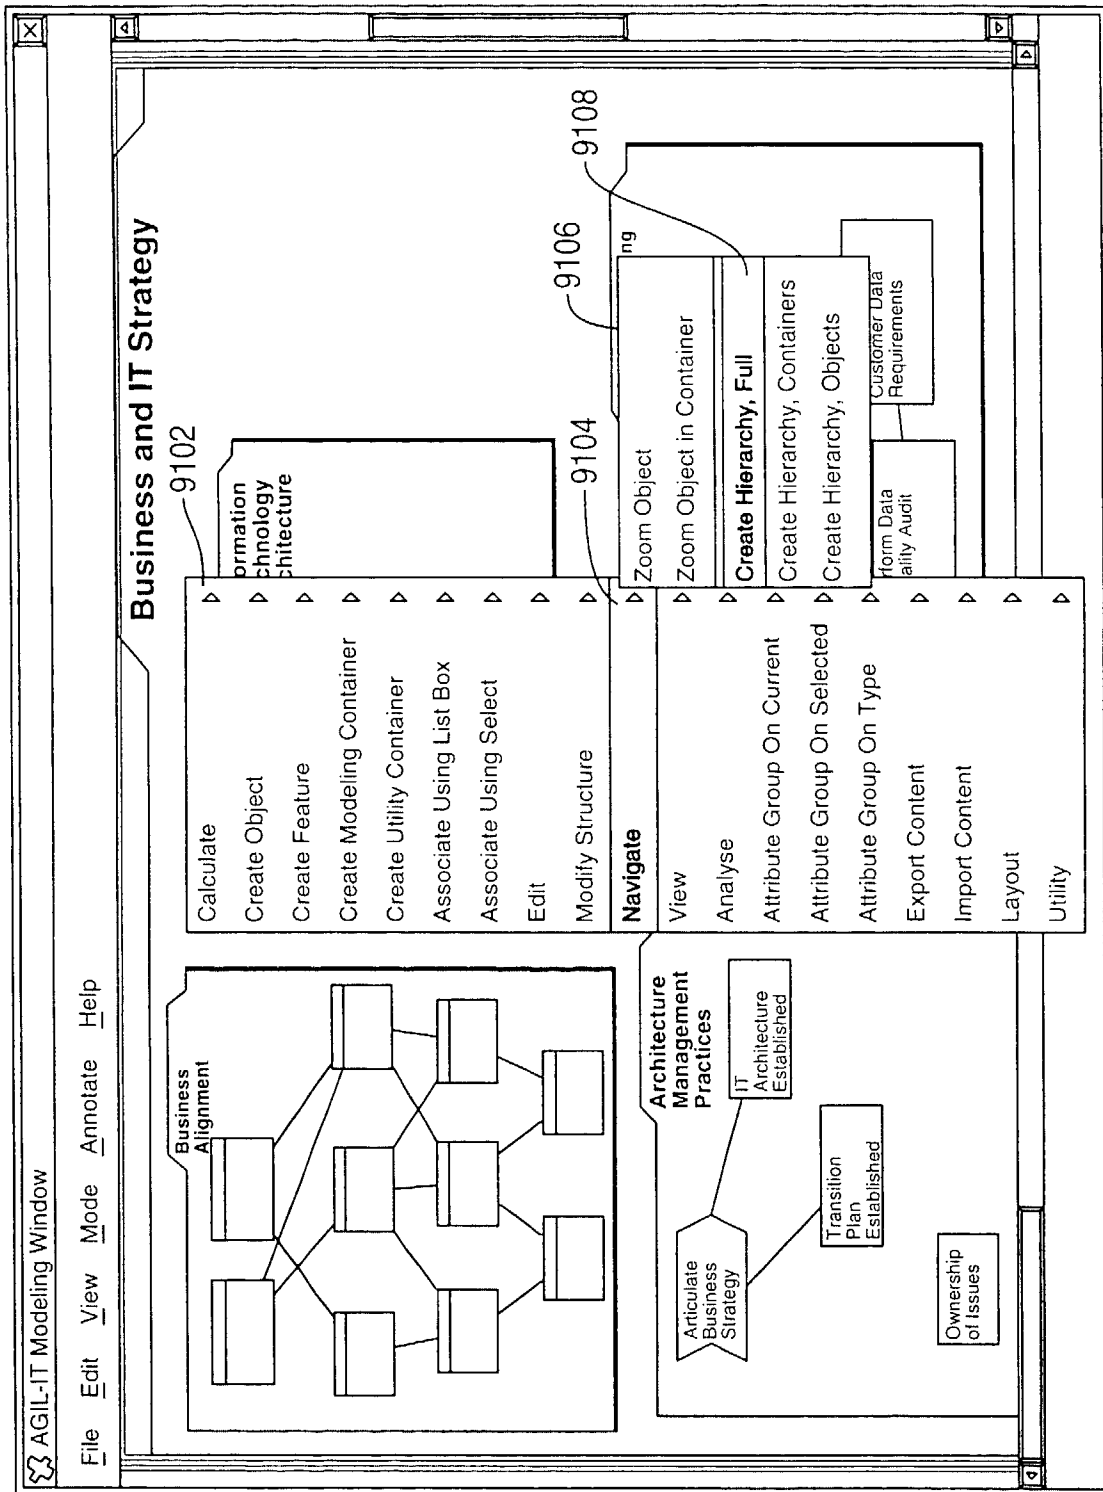 AGIL-IT Modeling Window
File Edit View Mode Annotate Help
Business and IT Strategy
Business
Alignment
ormation
chnology
chitecture
9102
Calculate
Create Object
Create Feature
Create Modeling Container
Create Utility Container
Associate Using List Box
Associate Using Select
Edit
Modify Structure
Navigate
View
Analyse
Attribute Group On Current
Attribute Group On Selected
Attribute Group On Type
Export Content
Import Content
Layout
Utility
9104
9106
9108
ng
Zoom Object
Zoom Object in Container
Create Hierarchy, Full
Create Hierarchy, Containers
Create Hierarchy, Objects
Architecture
Management
Practices
Articulate
Business
Strategy
IT
Architecture
Established
Transition
Plan
Established
Ownership
of Issues
rform Data
ality Audit
Customer Data
Requirements